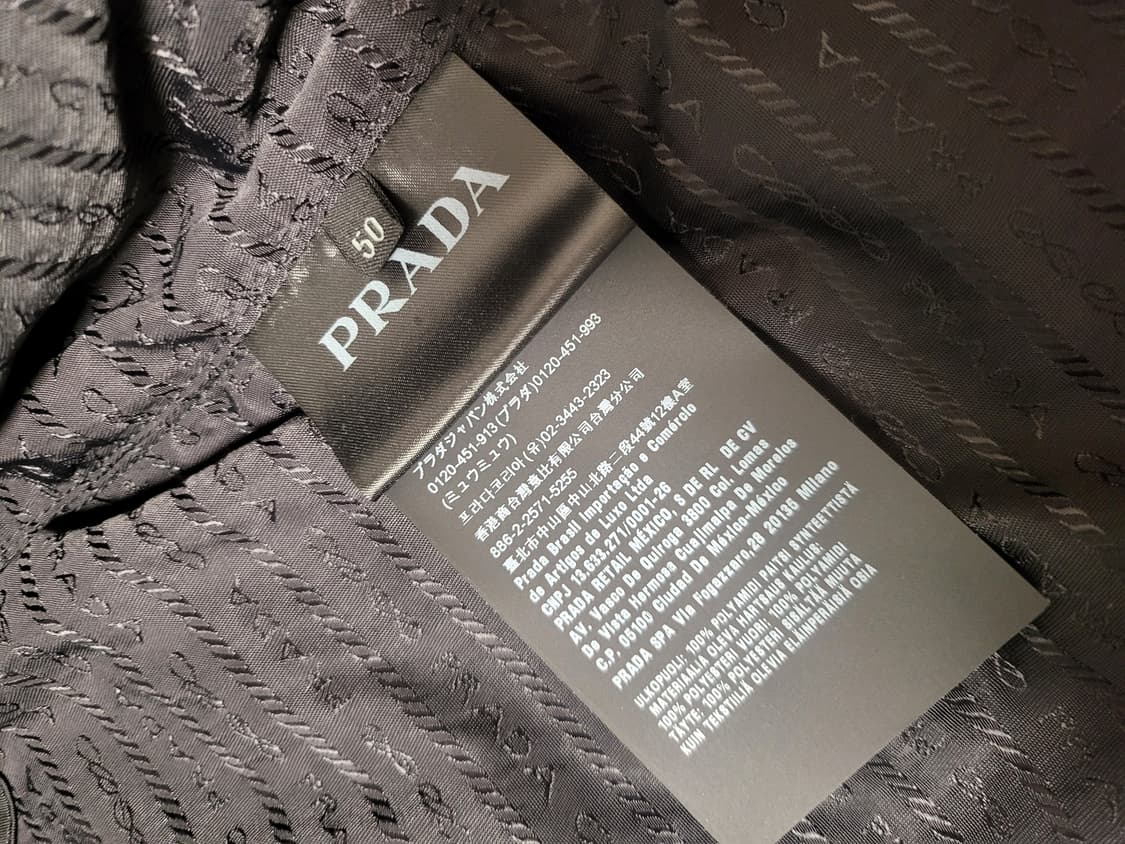 PRADA
50
プラダジャパン株式会社
0120-451-913(プラダ)0120-451-993
(ミュウミュウ)
프라다코리아(유)02-3443-2323
香港商台灣普比有限公司台灣分公司
886-2-2571-5255
臺北市中山區中山北路二段44號12樓A室
Prada Brasil Importação e Comércio
de Artigos de Luxo Ltda
CNPJ 13.633.271/0001-26
PRADA RETAIL MÉXICO, S DE RL DE CV
AV. Vasco De Quiroga 3900 Col. Lomas
De Vista Hermosa Cuajimalpa De Morelos
C.P. 05100 Ciudad De México-México
PRADA SPA Via Fogazzaro,28 20135 Milano
ULKOPUOLI: 100% POLYAMIDI PAITSI SYNTEETTISTÄ
MATERIAALIA OLEVA KARTSAUS KAULUS:
100% POLYESTERI VUORI: 100% POLYAMIDI
TÄYTE: 100% POLYESTERI SISÄLTÄÄ MUITA
KUIN TEKSTIILIÄ OLEVIA ELÄINPERÄISIÄ OSIA